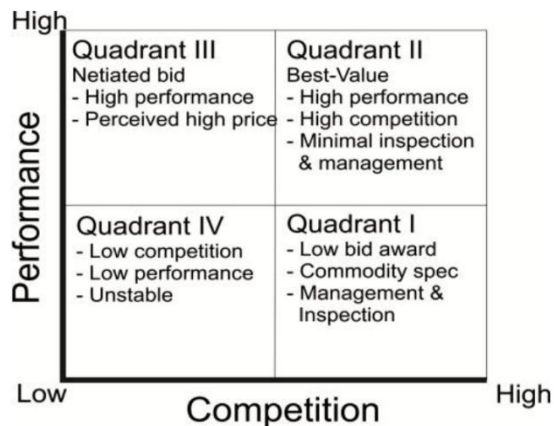 High
Performance
Quadrant III
Netiated bid
- High performance
- Perceived high price
Quadrant II
Best-Value
- High performance
- High competition
- Minimal inspection
& management
Quadrant IV
- Low competition
- Low performance
- Unstable
Quadrant I
- Low bid award
- Commodity spec
- Management &
Inspection
Low
Competition
High